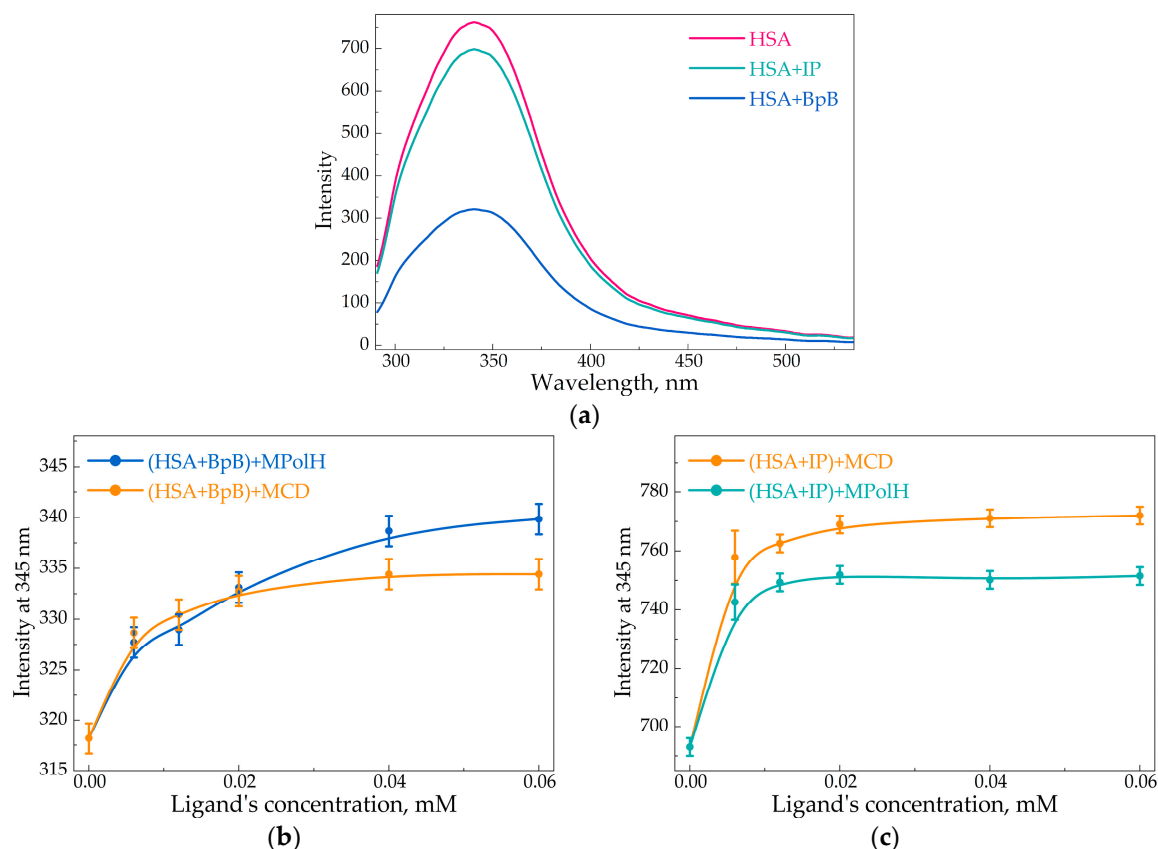 700
600
500
400
300
200
100
0
Intensity
HSA
HSA+IP
HSA+BpB
300
350
400
450
500
Wavelength, nm
(a)
345
340
335
330
325
320
315
Intensity at 345 nm
(HSA+BpB)+MPolH
(HSA+BpB)+MCD
0.00
0.02
0.04
0.06
Ligand's concentration, mM
(b)
780
760
740
720
700
Intensity at 345 nm
(HSA+IP)+MCD
(HSA+IP)+MPolH
0.00
0.02
0.04
0.06
Ligand's concentration, mM
(c)